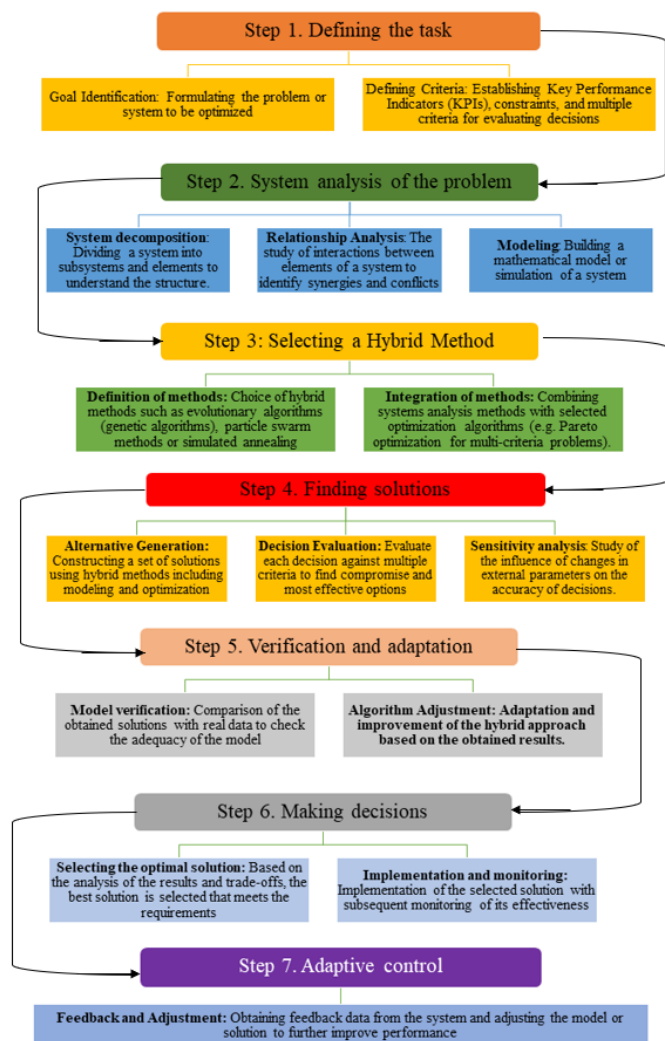 Step 1. Defining the task
Goal Identification: Formulating the problem or
system to be optimized
Defining Criteria: Establishing Key Performance
Indicators (KPIs), constraints, and multiple
criteria for evaluating decisions
Step 2. System analysis of the problem
System decomposition:
Dividing a system into
subsystems and elements to
understand the structure.
Relationship Analysis: The
study of interactions between
elements of a system to
identify synergies and conflicts
Modeling: Building a
mathematical model or
simulation of a system
Step 3: Selecting a Hybrid Method
Definition of methods: Choice of hybrid
methods such as evolutionary algorithms
(genetic algorithms), particle swarm
methods or simulated annealing
Integration of methods: Combining
systems analysis methods with selected
optimization algorithms (e.g. Pareto
optimization for multi-criteria problems).
Step 4. Finding solutions
Alternative Generation:
Constructing a set of solutions
using hybrid methods including
modeling and optimization
Decision Evaluation: Evaluate
each decision against multiple
criteria to find compromise and
most effective options
Sensitivity analysis: Study of
the influence of changes in
external parameters on the
accuracy of decisions.
Step 5. Verification and adaptation
Model verification: Comparison of the
obtained solutions with real data to check
the adequacy of the model
Algorithm Adjustment: Adaptation and
improvement of the hybrid approach
based on the obtained results.
Step 6. Making decisions
Selecting the optimal solution: Based on
the analysis of the results and trade-offs, the
best solution is selected that meets the
requirements
Implementation and monitoring:
Implementation of the selected solution with
subsequent monitoring of its effectiveness
Step 7. Adaptive control
Feedback and Adjustment: Obtaining feedback data from the system and adjusting the model or
solution to further improve performance